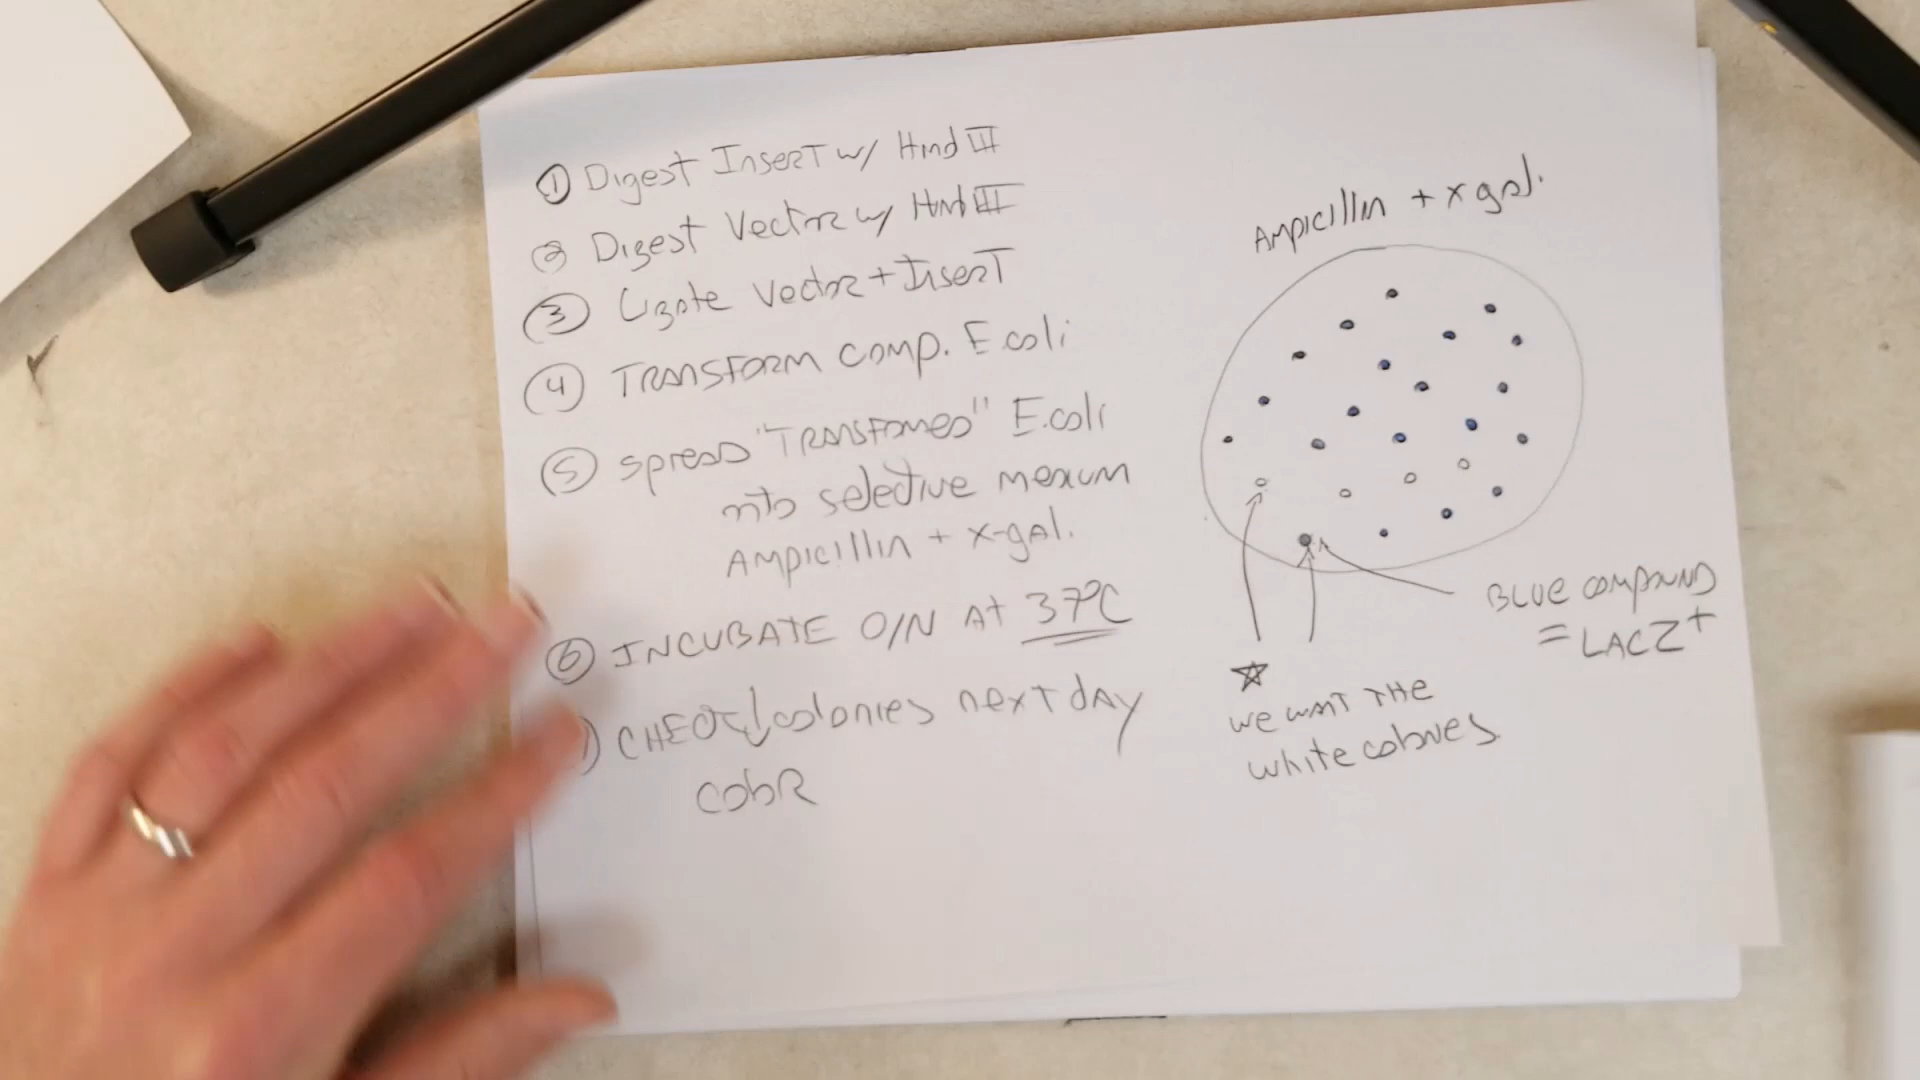 ① Digest Insert w/ Hind III
② Digest Vector w/ Hind III
③ Ligate Vector + Insert
④ TRANSFORM comp. E.coli
⑤ spread "TRANSFORMED" E.coli
into selective medium
AMPICILLIN + X-gal.
⑥ INCUBATE O/N AT 37°C
) CHECK ↓ colonies next day
color
Ampicillin + x gal.
BLUE COMPOUND
= LACZ+
☆
we want THE
white colonies